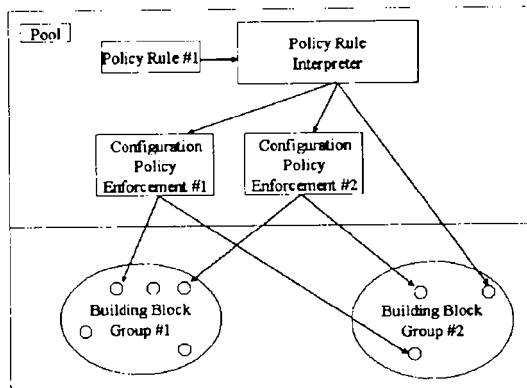 Pool
Policy Rule #1
Policy Rule
Interpreter
Configuration
Policy
Enforcement #1
Configuration
Policy
Enforcement #2
Building Block
Group #1
Building Block
Group #2